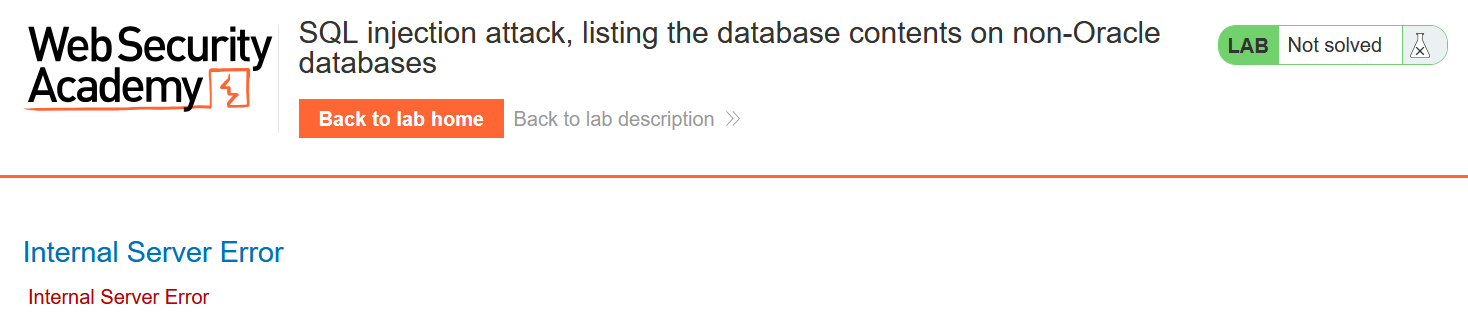 Web Security
Academy
SQL injection attack, listing the database contents on non-Oracle
databases
Back to lab home
Back to lab description
LAB
Not solved
Internal Server Error
Internal Server Error